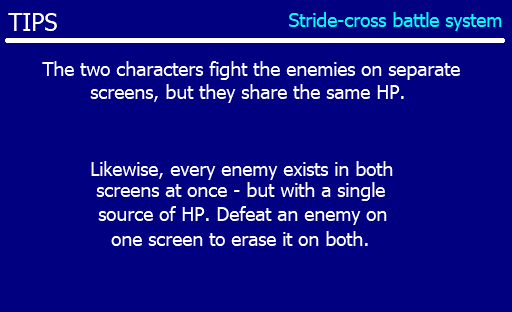 TIPS
Stride-cross battle system
The two characters fight the enemies on separate
screens, but they share the same HP.
Likewise, every enemy exists in both
screens at once - but with a single
source of HP. Defeat an enemy on
one screen to erase it on both.